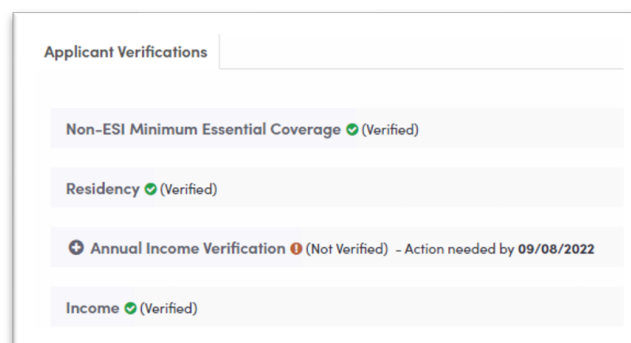 Applicant Verifications
Non-ESI Minimum Essential Coverage (Verified)
Residency (Verified)
Annual Income Verification (Not Verified) - Action needed by 09/08/2022
Income (Verified)